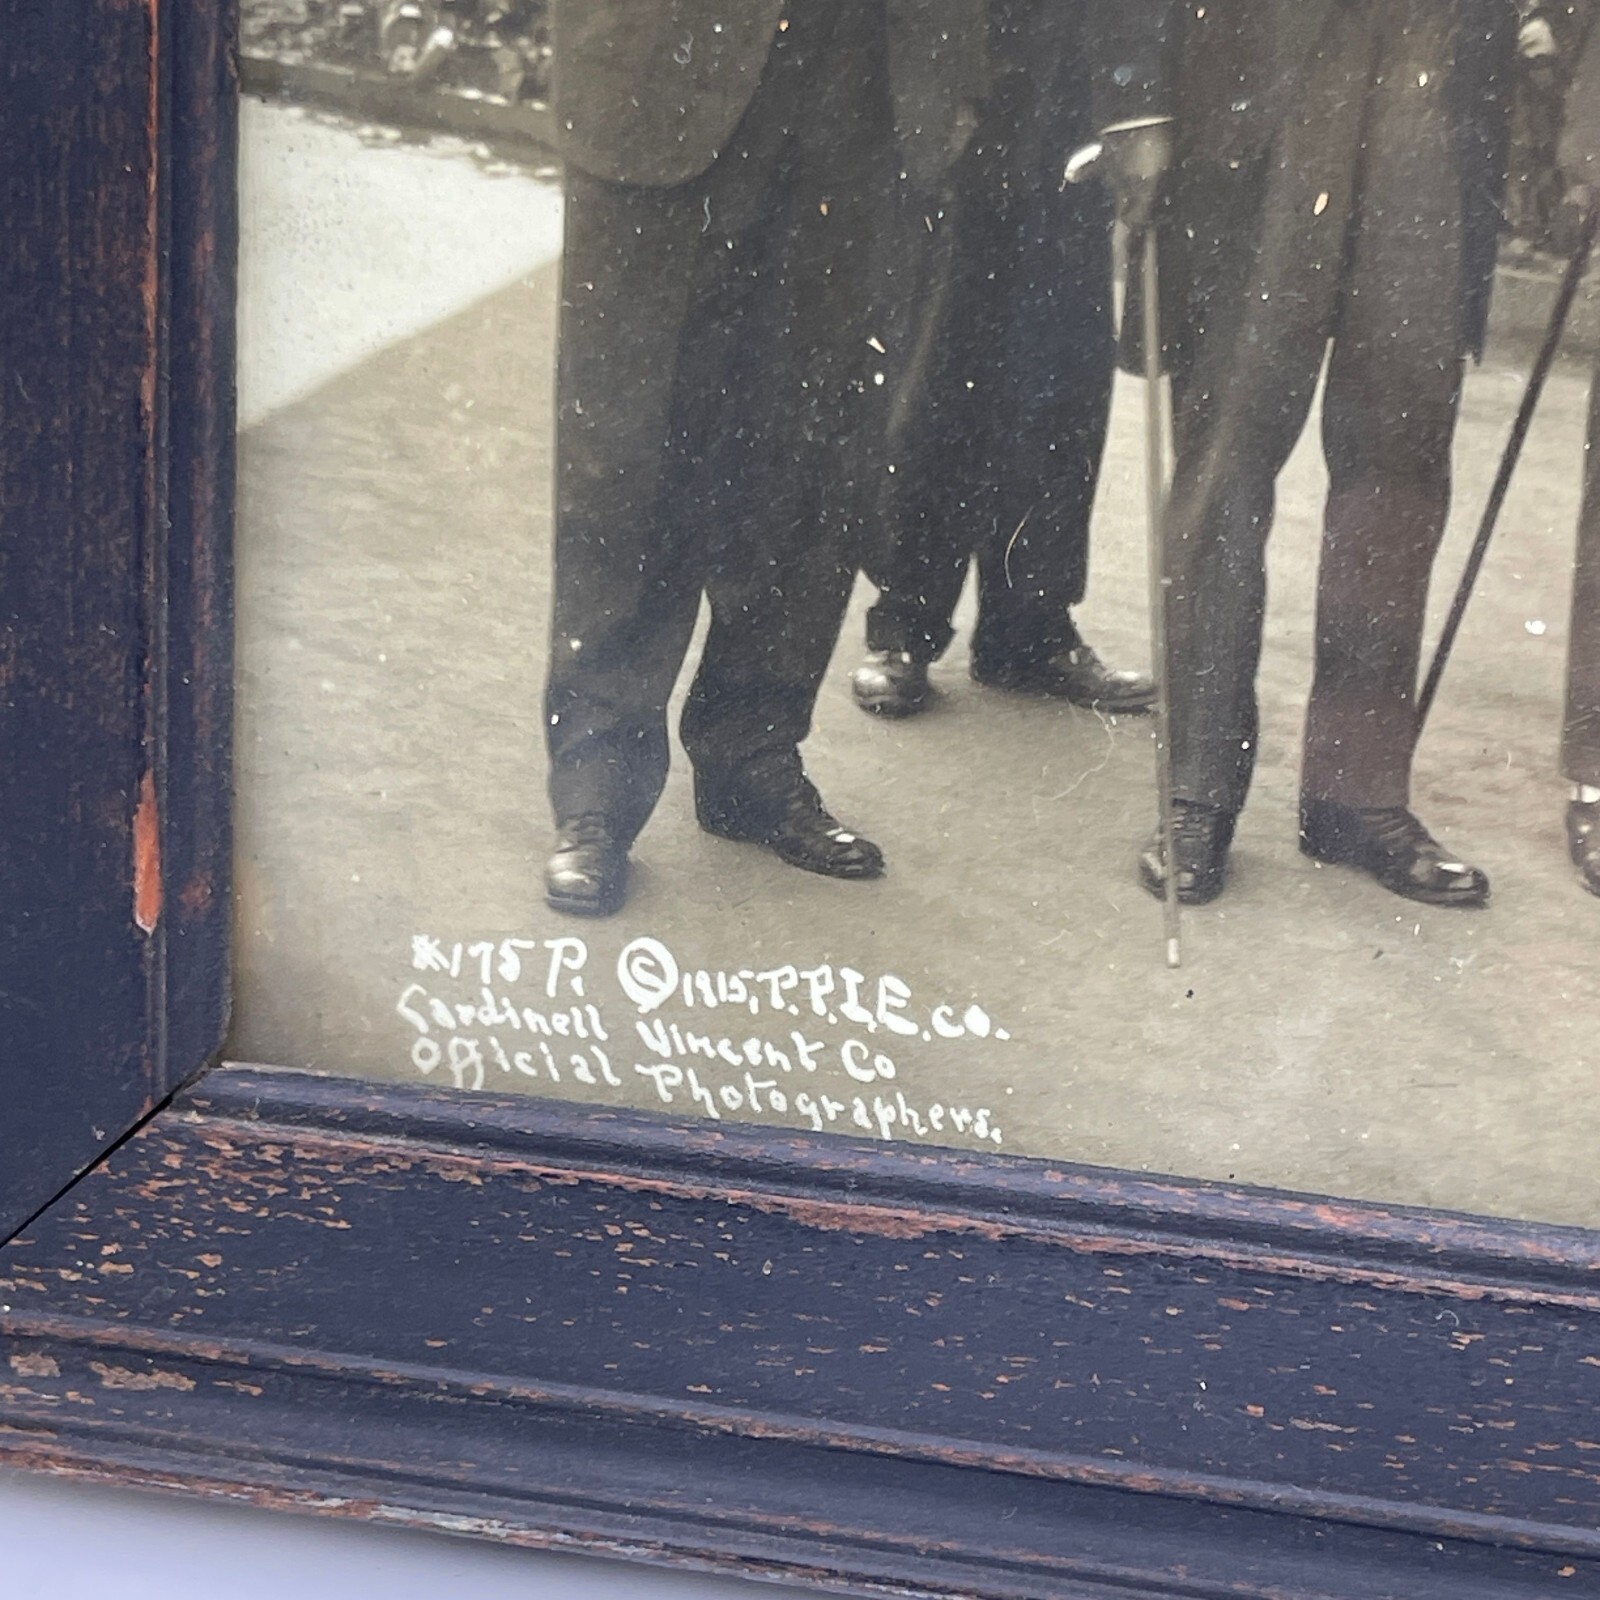 #175 P. © 1915, P.P.I.E. Co.
Cardinell Vincent Co
Official Photographers.